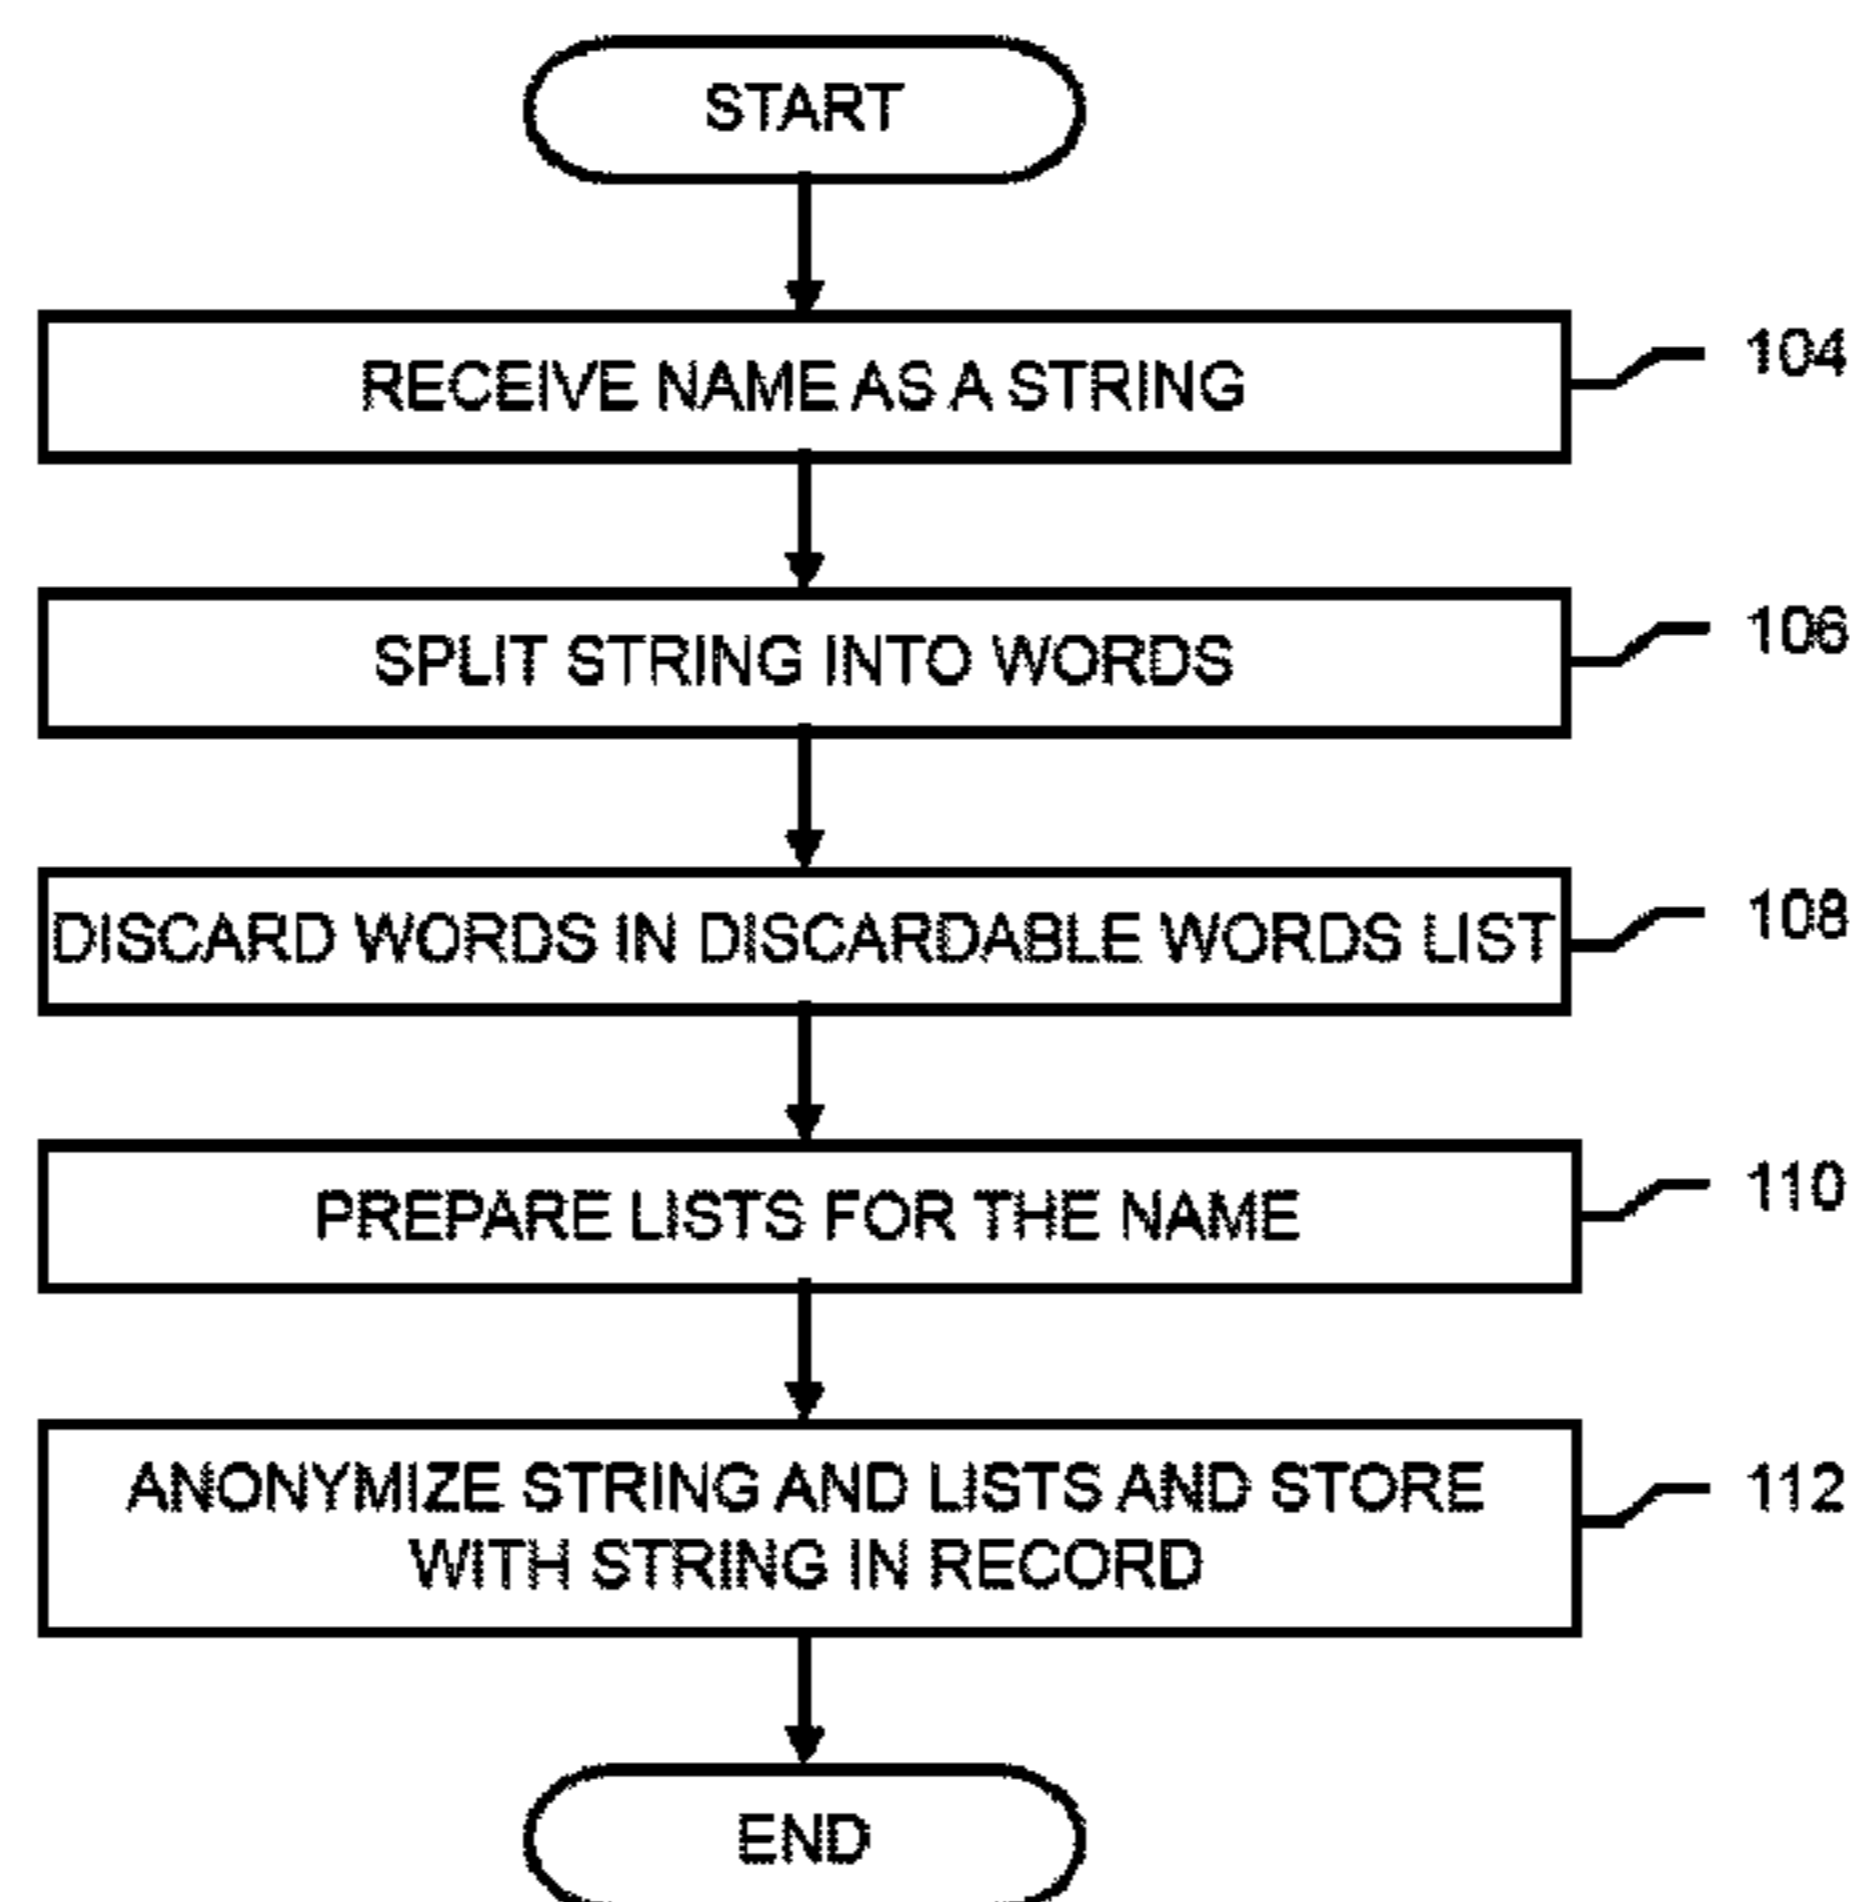 START
RECEIVE NAME AS A STRING
104
SPLIT STRING INTO WORDS
106
DISCARD WORDS IN DISCARDABLE WORDS LIST
108
PREPARE LISTS FOR THE NAME
110
ANONYMIZE STRING AND LISTS AND STORE
WITH STRING IN RECORD
112
END